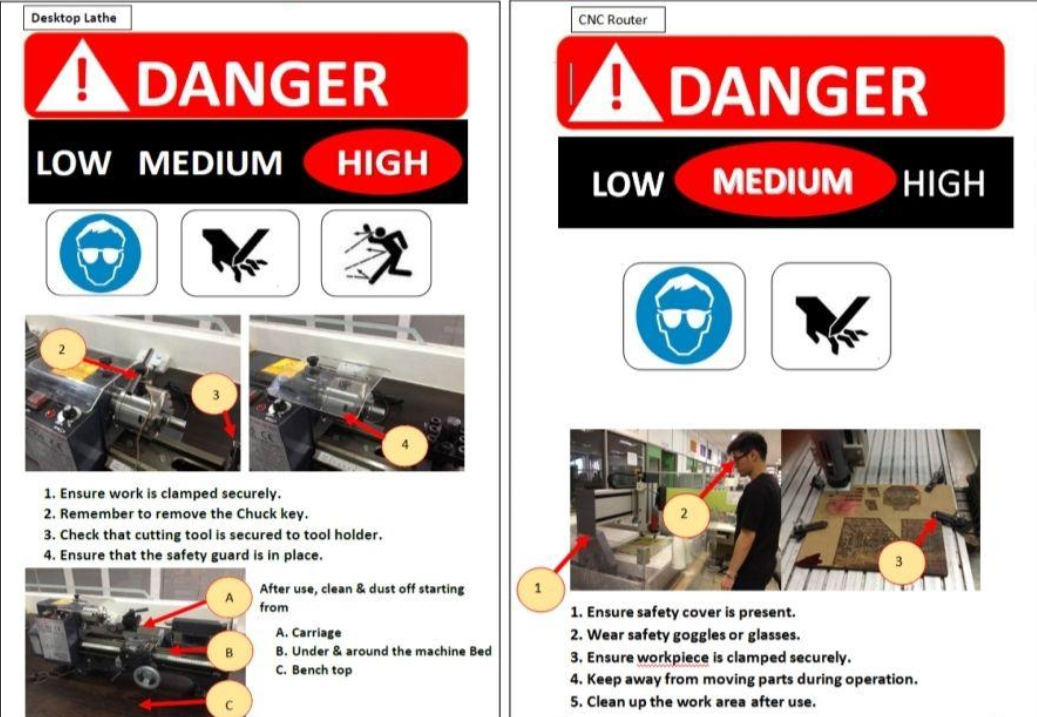 Desktop Lathe
DANGER
LOW MEDIUM HIGH
2
3
4
1. Ensure work is clamped securely.
2. Remember to remove the Chuck key.
3. Check that cutting tool is secured to tool holder.
4. Ensure that the safety guard is in place.
A
B
C
After use, clean & dust off starting
from
A. Carriage
B. Under & around the machine Bed
C. Bench top
CNC Router
DANGER
LOW MEDIUM HIGH
1
2
3
1. Ensure safety cover is present.
2. Wear safety goggles or glasses.
3. Ensure workpiece is clamped securely.
4. Keep away from moving parts during operation.
5. Clean up the work area after use.